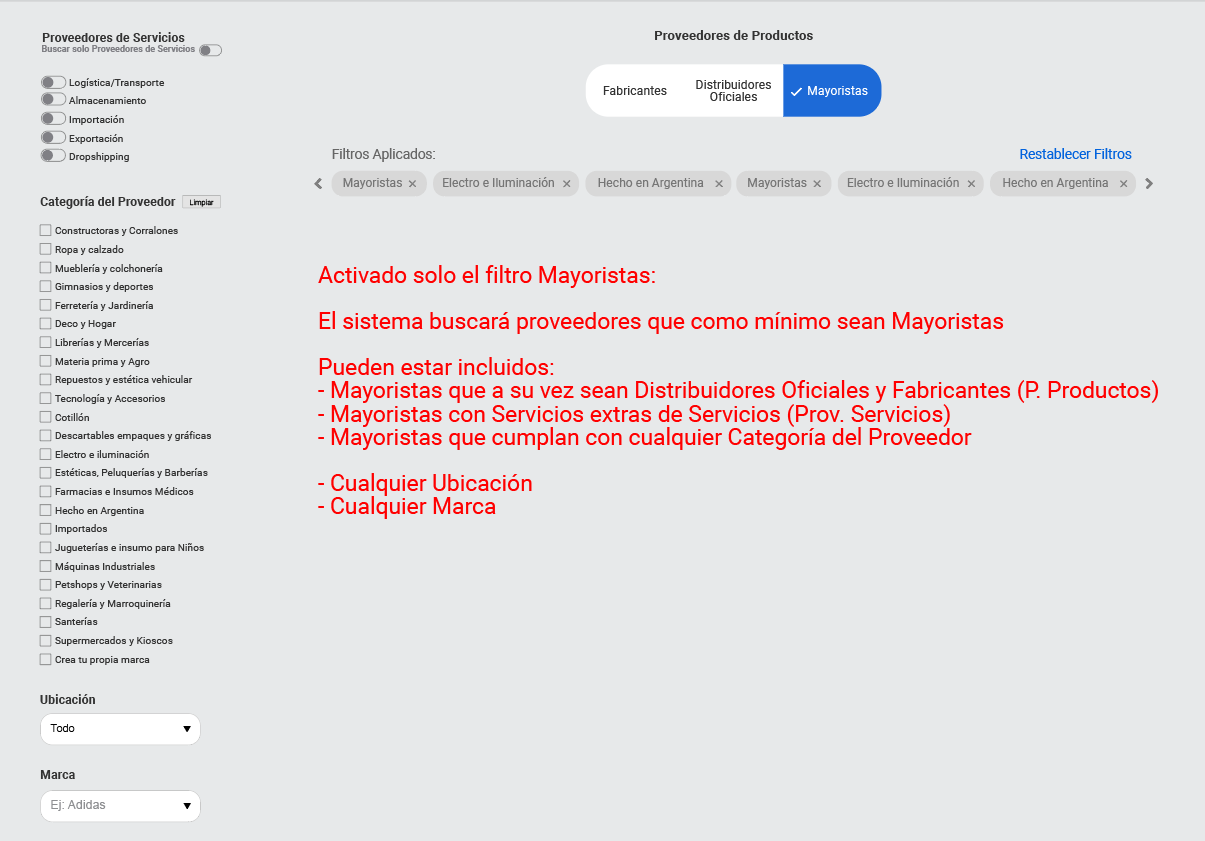 Proveedores de Servicios
Buscar solo Proveedores de Servicios
Logística/Transporte
Almacenamiento
Importación
Exportación
Dropshipping
Categoría del Proveedor
Limpiar
Constructoras y Corralones
Ropa y calzado
Mueblería y colchonería
Gimnasios y deportes
Ferretería y Jardinería
Deco y Hogar
Librerías y Mercerías
Materia prima y Agro
Repuestos y estética vehicular
Tecnología y Accesorios
Cotillón
Descartables empaques y gráficas
Electro e iluminación
Estéticas, Peluquerías y Barberías
Farmacias e Insumos Médicos
Hecho en Argentina
Importados
Jugueterías e insumo para Niños
Máquinas Industriales
Petshops y Veterinarias
Regalería y Marroquinería
Santerías
Supermercados y Kioscos
Crea tu propia marca
Ubicación
Todo
Marca
Ej: Adidas
Proveedores de Productos
Fabricantes
Distribuidores
Oficiales
Mayoristas
Filtros Aplicados:
Restablecer Filtros
Mayoristas × Electro e Iluminación × Hecho en Argentina × Mayoristas × Electro e Iluminación × Hecho en Argentina ×
Activado solo el filtro Mayoristas:
El sistema buscará proveedores que como mínimo sean Mayoristas
Pueden estar incluidos:
- Mayoristas que a su vez sean Distribuidores Oficiales y Fabricantes (P. Productos)
- Mayoristas con Servicios extras de Servicios (Prov. Servicios)
- Mayoristas que cumplan con cualquier Categoría del Proveedor
- Cualquier Ubicación
- Cualquier Marca